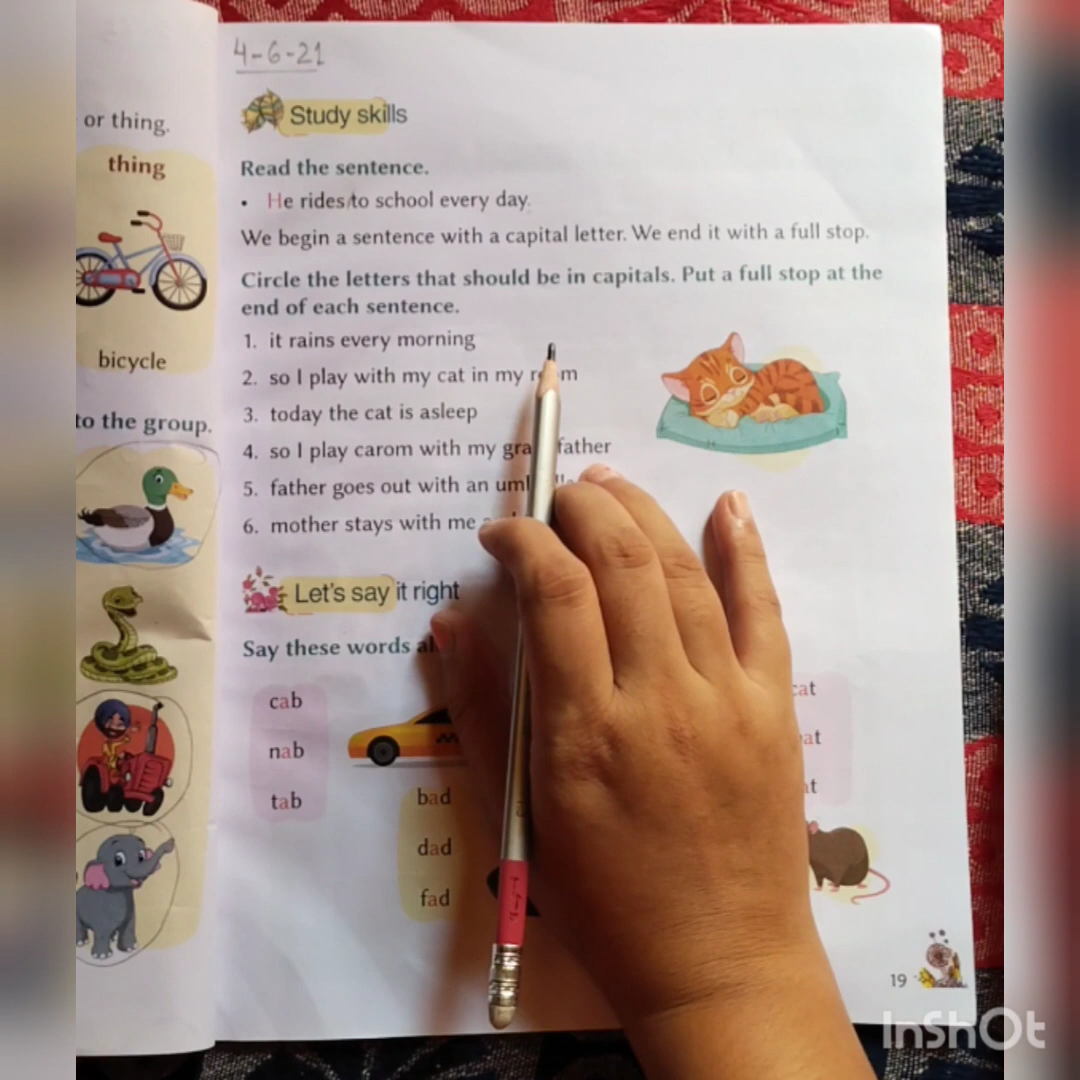 or thing.
thing
bicycle
to the group.
4-6-21
Study skills
Read the sentence.
• He rides to school every day.
We begin a sentence with a capital letter. We end it with a full stop.
Circle the letters that should be in capitals. Put a full stop at the
end of each sentence.
1. it rains every morning
2. so I play with my cat in my
3. today the cat is asleep
4. so I play carom with my father
5. father goes out with an
6. mother stays with me
Let's say it right
Say these words
cab
nab
tab
bad
dad
fad
cat
19
InShOt